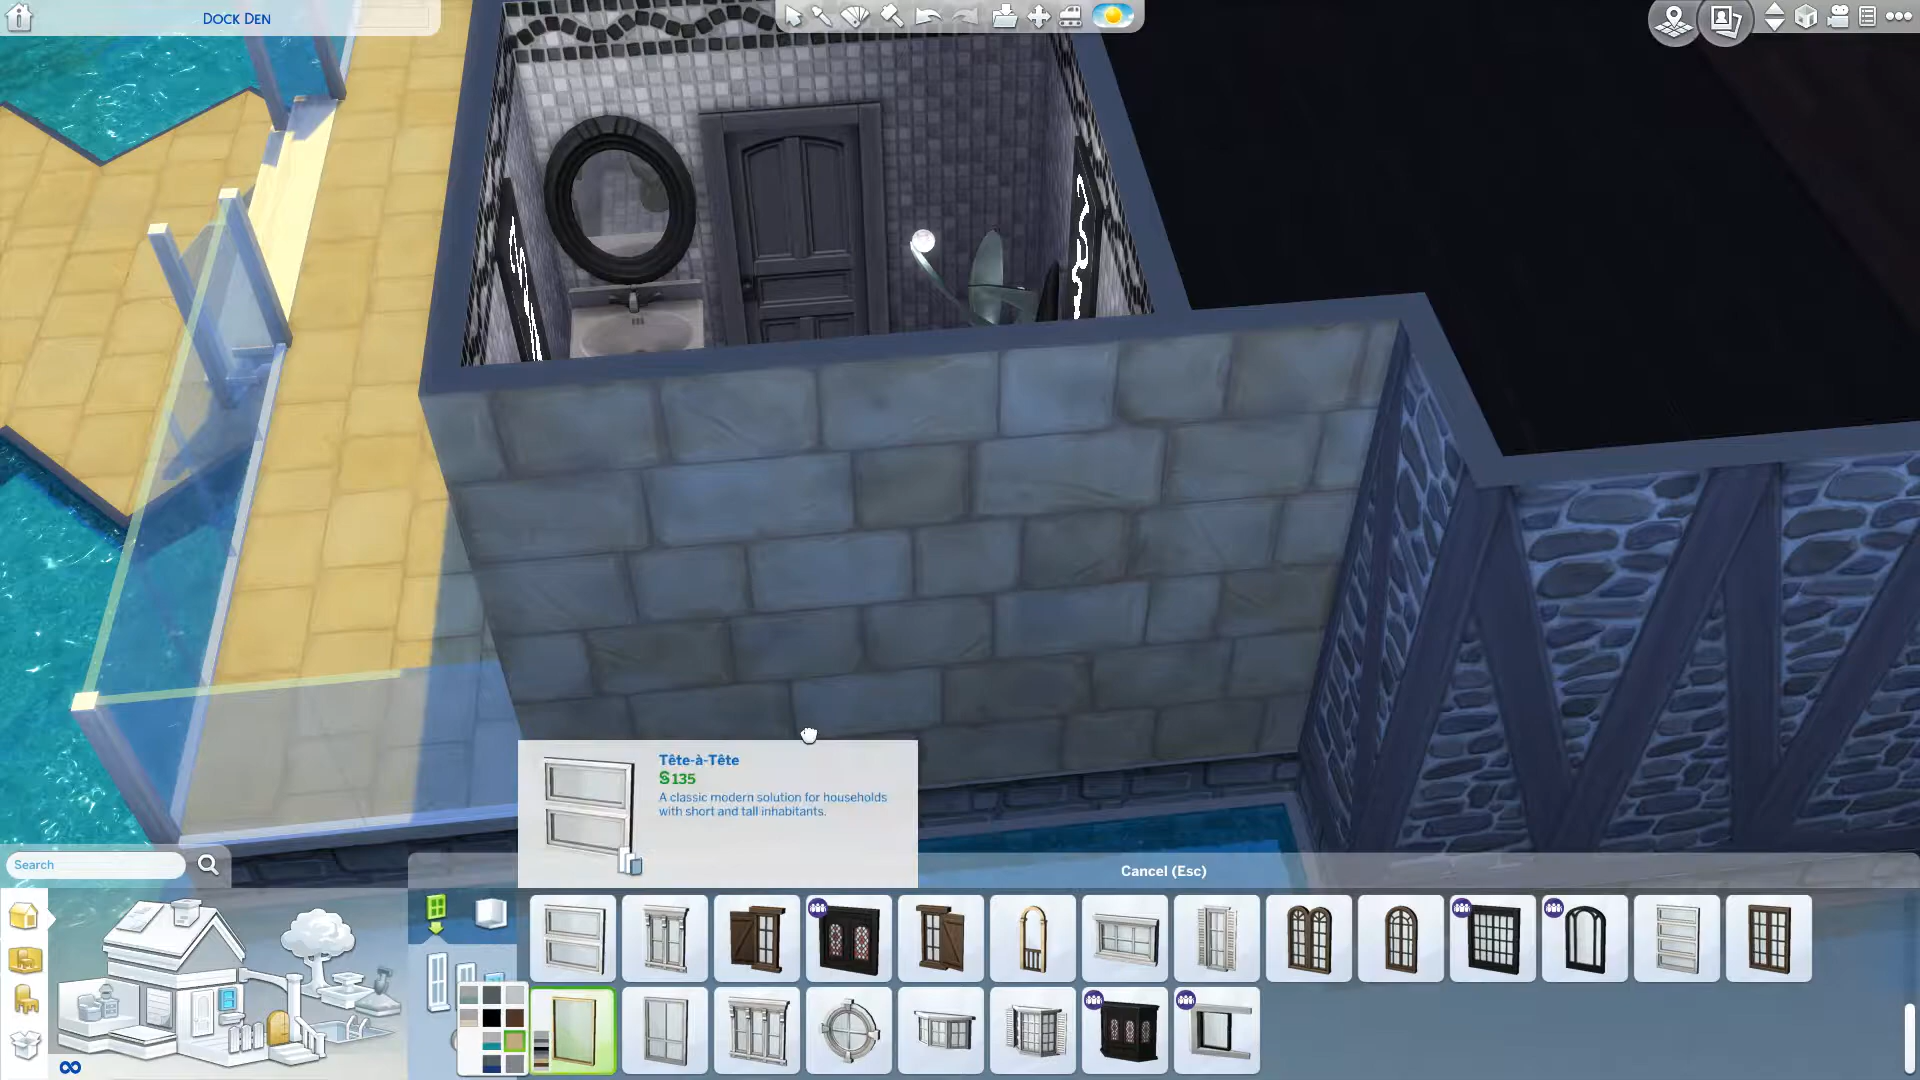 DOCK DEN
Tête-à-Tête
§135
A classic modern solution for households
with short and tall inhabitants.
Search
Cancel (Esc)